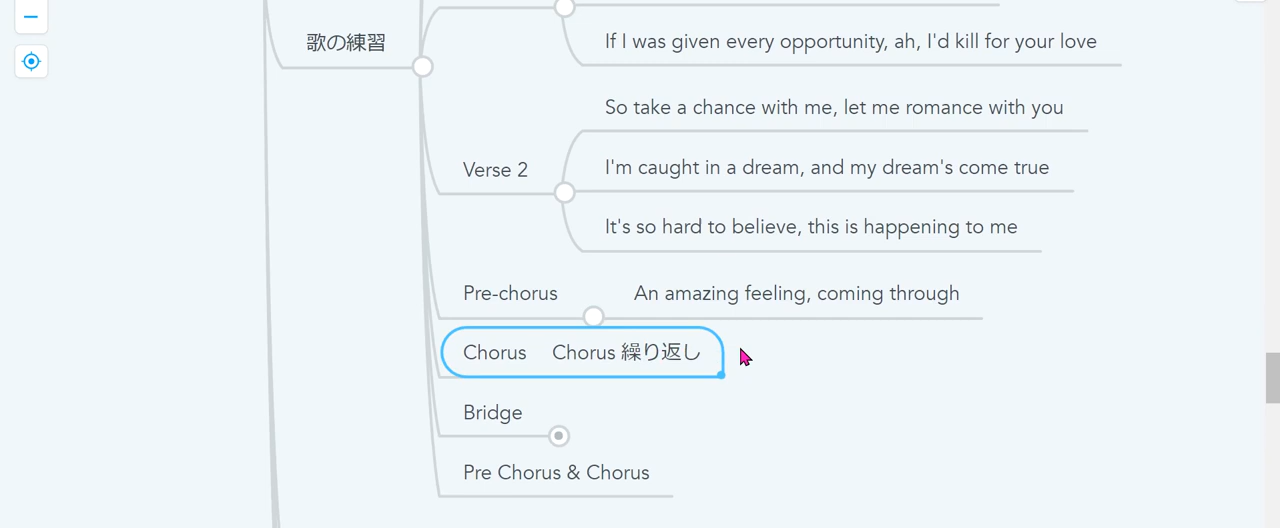 歌の練習
If I was given every opportunity, ah, I'd kill for your love
Verse 2
So take a chance with me, let me romance with you
I'm caught in a dream, and my dream's come true
It's so hard to believe, this is happening to me
Pre-chorus
An amazing feeling, coming through
Chorus Chorus 繰り返し
Bridge
Pre Chorus & Chorus